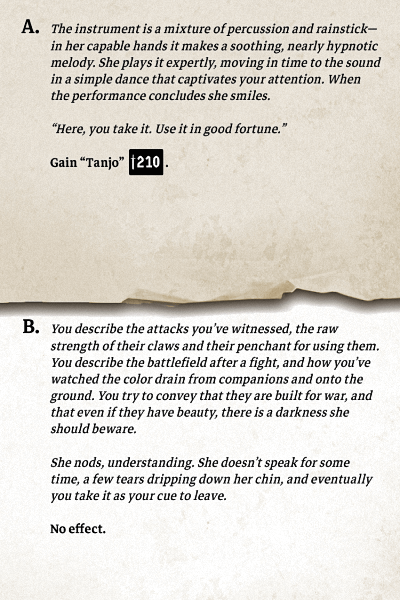 A. The instrument is a mixture of percussion and rainstick—
in her capable hands it makes a soothing, nearly hypnotic
melody. She plays it expertly, moving in time to the sound
in a simple dance that captivates your attention. When
the performance concludes she smiles.
“Here, you take it. Use it in good fortune.”
Gain “Tanjo” †210 .
B. You describe the attacks you’ve witnessed, the raw
strength of their claws and their penchant for using them.
You describe the battlefield after a fight, and how you’ve
watched the color drain from companions and onto the
ground. You try to convey that they are built for war, and
that even if they have beauty, there is a darkness she
should beware.
She nods, understanding. She doesn’t speak for some
time, a few tears dripping down her chin, and eventually
you take it as your cue to leave.
No effect.